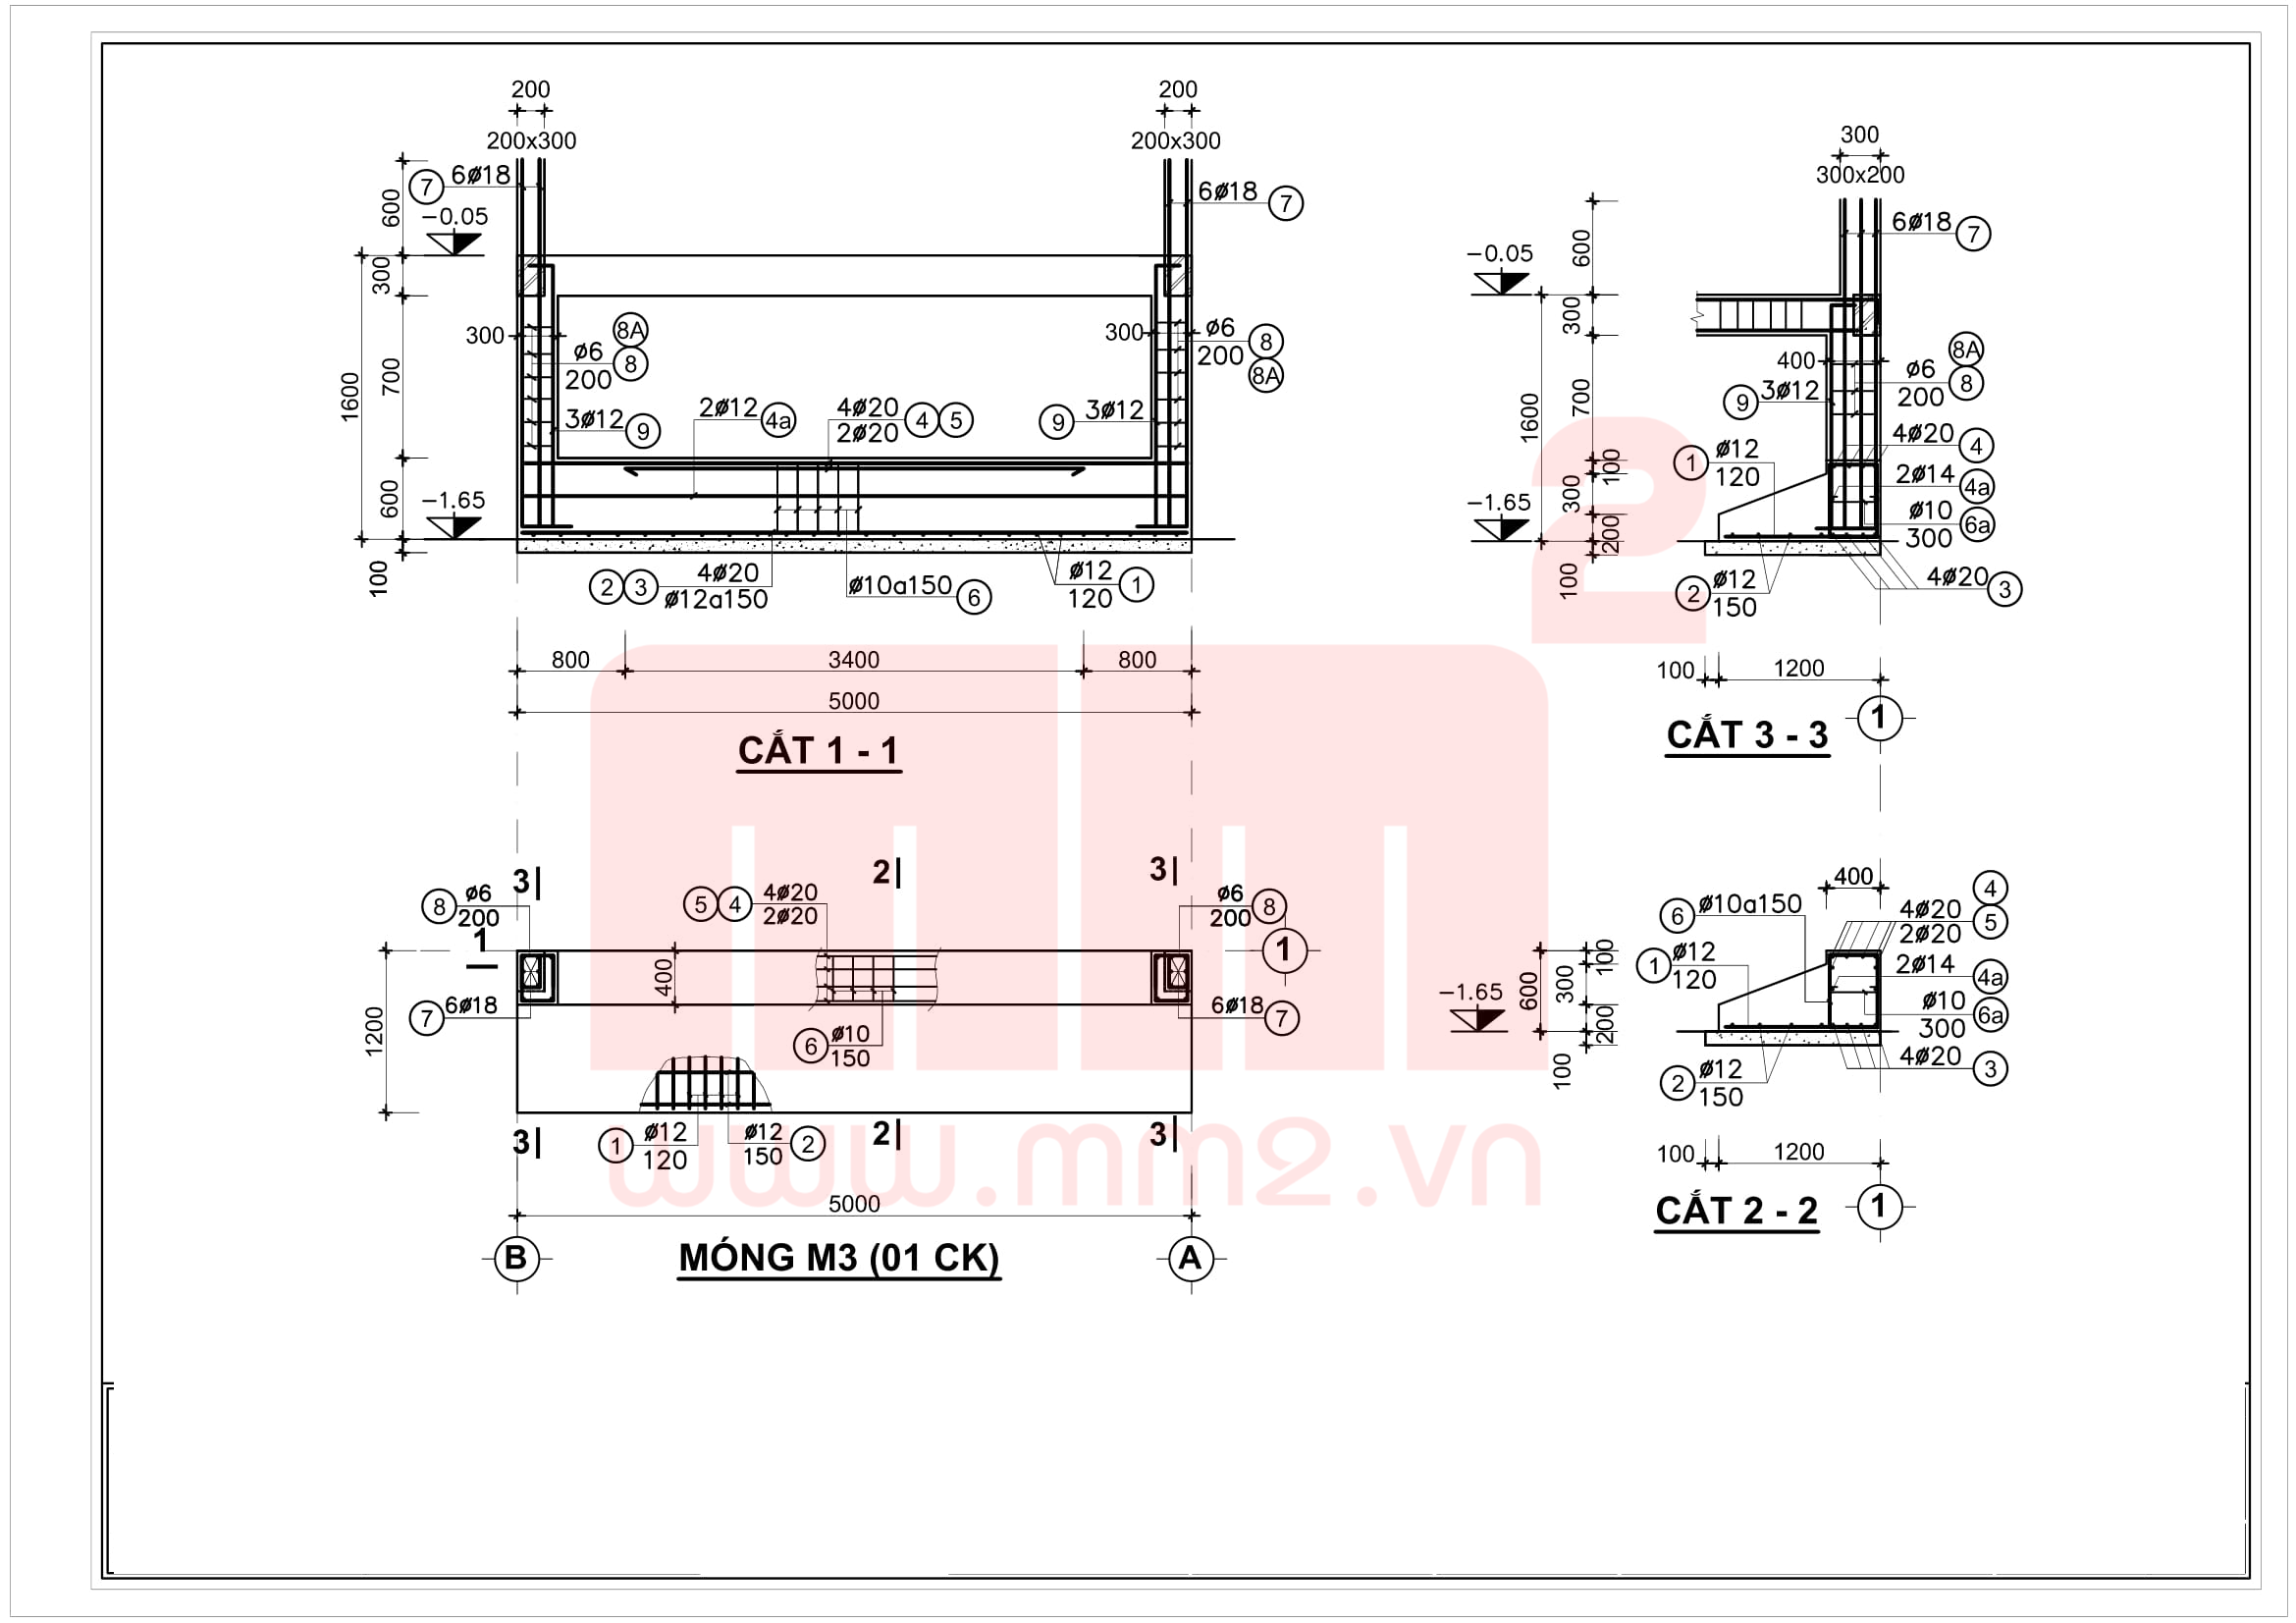 200
200x300
7
6ø18
600
−0.05
300
1600
700
600
−1.65
100
300
8A
ø6
8
200
3ø12
9
2ø12
4a
4ø20
4
5
2ø20
200
200x300
6ø18
7
300
ø6
8
200
8A
9
3ø12
2
3
4ø20
ø12a150
ø10a150
6
ø12
1
120
800
3400
800
5000
CẮT 1 - 1
300
300x200
6ø18
7
600
−0.05
300
700
1600
100
300
−1.65
200
100
400
8A
ø6
8
200
9
3ø12
4ø20
4
1
ø12
120
2ø14
4a
ø10
6a
300
2
ø12
150
4ø20
3
100
1200
1
CẮT 3 - 3
2
3
2
3
8
ø6
200
5
4
4ø20
2ø20
ø6
8
200
1
1
1200
400
7
6ø18
6
ø10
150
6ø18
7
3
1
ø12
120
ø12
2
150
2
3
5000
B
MÓNG M3 (01 CK)
A
400
4
6
ø10a150
4ø20
5
2ø20
1
ø12
120
2ø14
4a
ø10
6a
300
100
600
300
−1.65
200
100
2
ø12
150
4ø20
3
100
1200
1
CẮT 2 - 2
www.mm2.vn